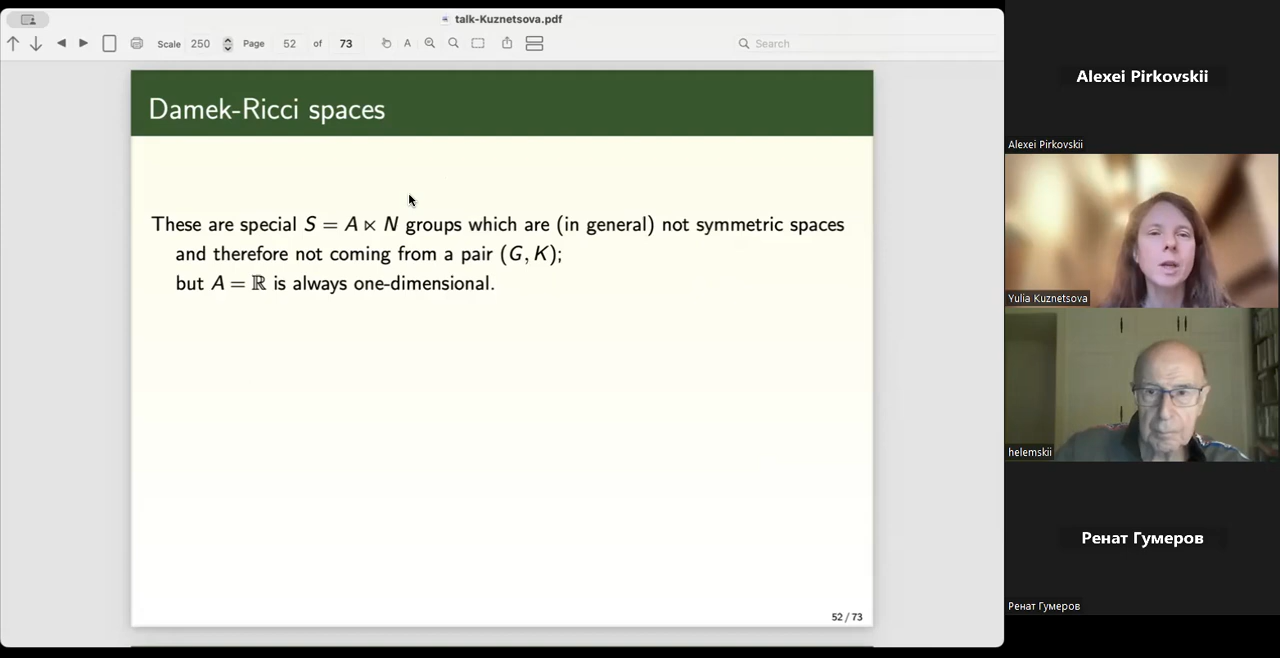 talk-Kuznetsova.pdf
Scale 250 Page 52 of 73 A Search
Damek-Ricci spaces
These are special S = A ⋉ N groups which are (in general) not symmetric spaces
and therefore not coming from a pair (G, K);
but A = ℝ is always one-dimensional.
52 / 73
Alexei Pirkovskii
Alexei Pirkovskii
Yulia Kuznetsova
helemskii
Ренат Гумеров
Ренат Гумеров